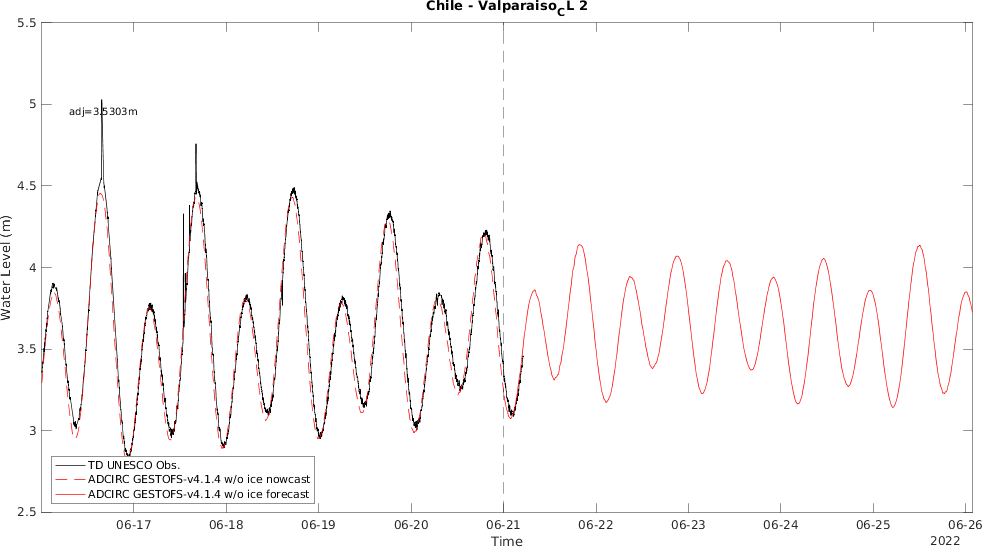 Chile - Valparaiso_CL 2
5.5
5
4.5
4
3.5
3
2.5
adj=3.5303m
Water Level (m)
TD UNESCO Obs.
ADCIRC GESTOFS-v4.1.4 w/o ice nowcast
ADCIRC GESTOFS-v4.1.4 w/o ice forecast
06-17 06-18 06-19 06-20 06-21 06-22 06-23 06-24 06-25 06-26
Time
2022